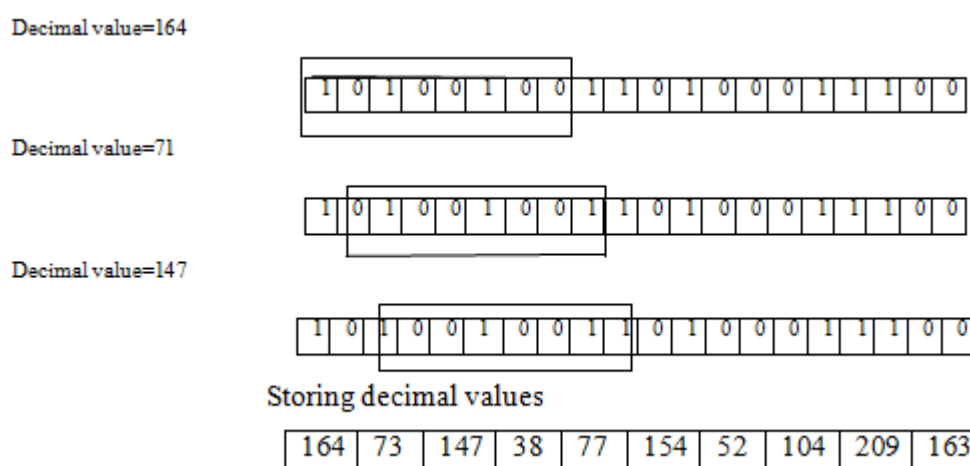 Decimal value=164
1 0 1 0 0 1 0 0 1 1 0 1 0 0 0 1 1 1 0 0
Decimal value=71
1 0 1 0 0 1 0 0 1 1 0 1 0 0 0 1 1 1 0 0
Decimal value=147
1 0 1 0 0 1 0 0 1 1 0 1 0 0 0 1 1 1 0 0
Storing decimal values
164 73 147 38 77 154 52 104 209 163